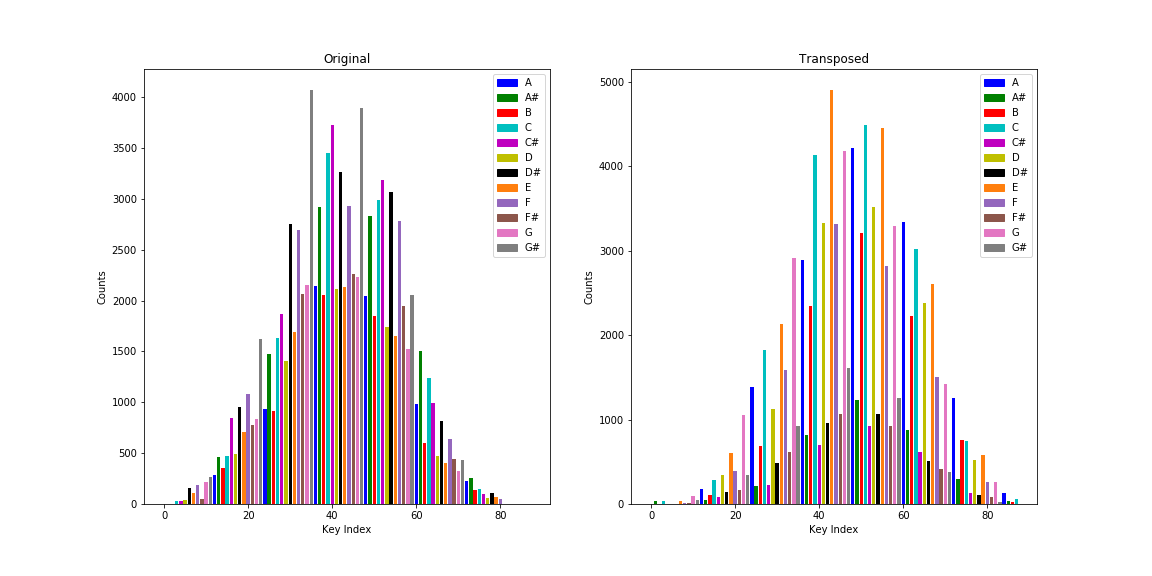 Original
Counts
4000
3500
3000
2500
2000
1500
1000
500
0
0 20 40 60 80
Key Index
A
A#
B
C
C#
D
D#
E
F
F#
G
G#
Transposed
Counts
5000
4000
3000
2000
1000
0
0 20 40 60 80
Key Index
A
A#
B
C
C#
D
D#
E
F
F#
G
G#